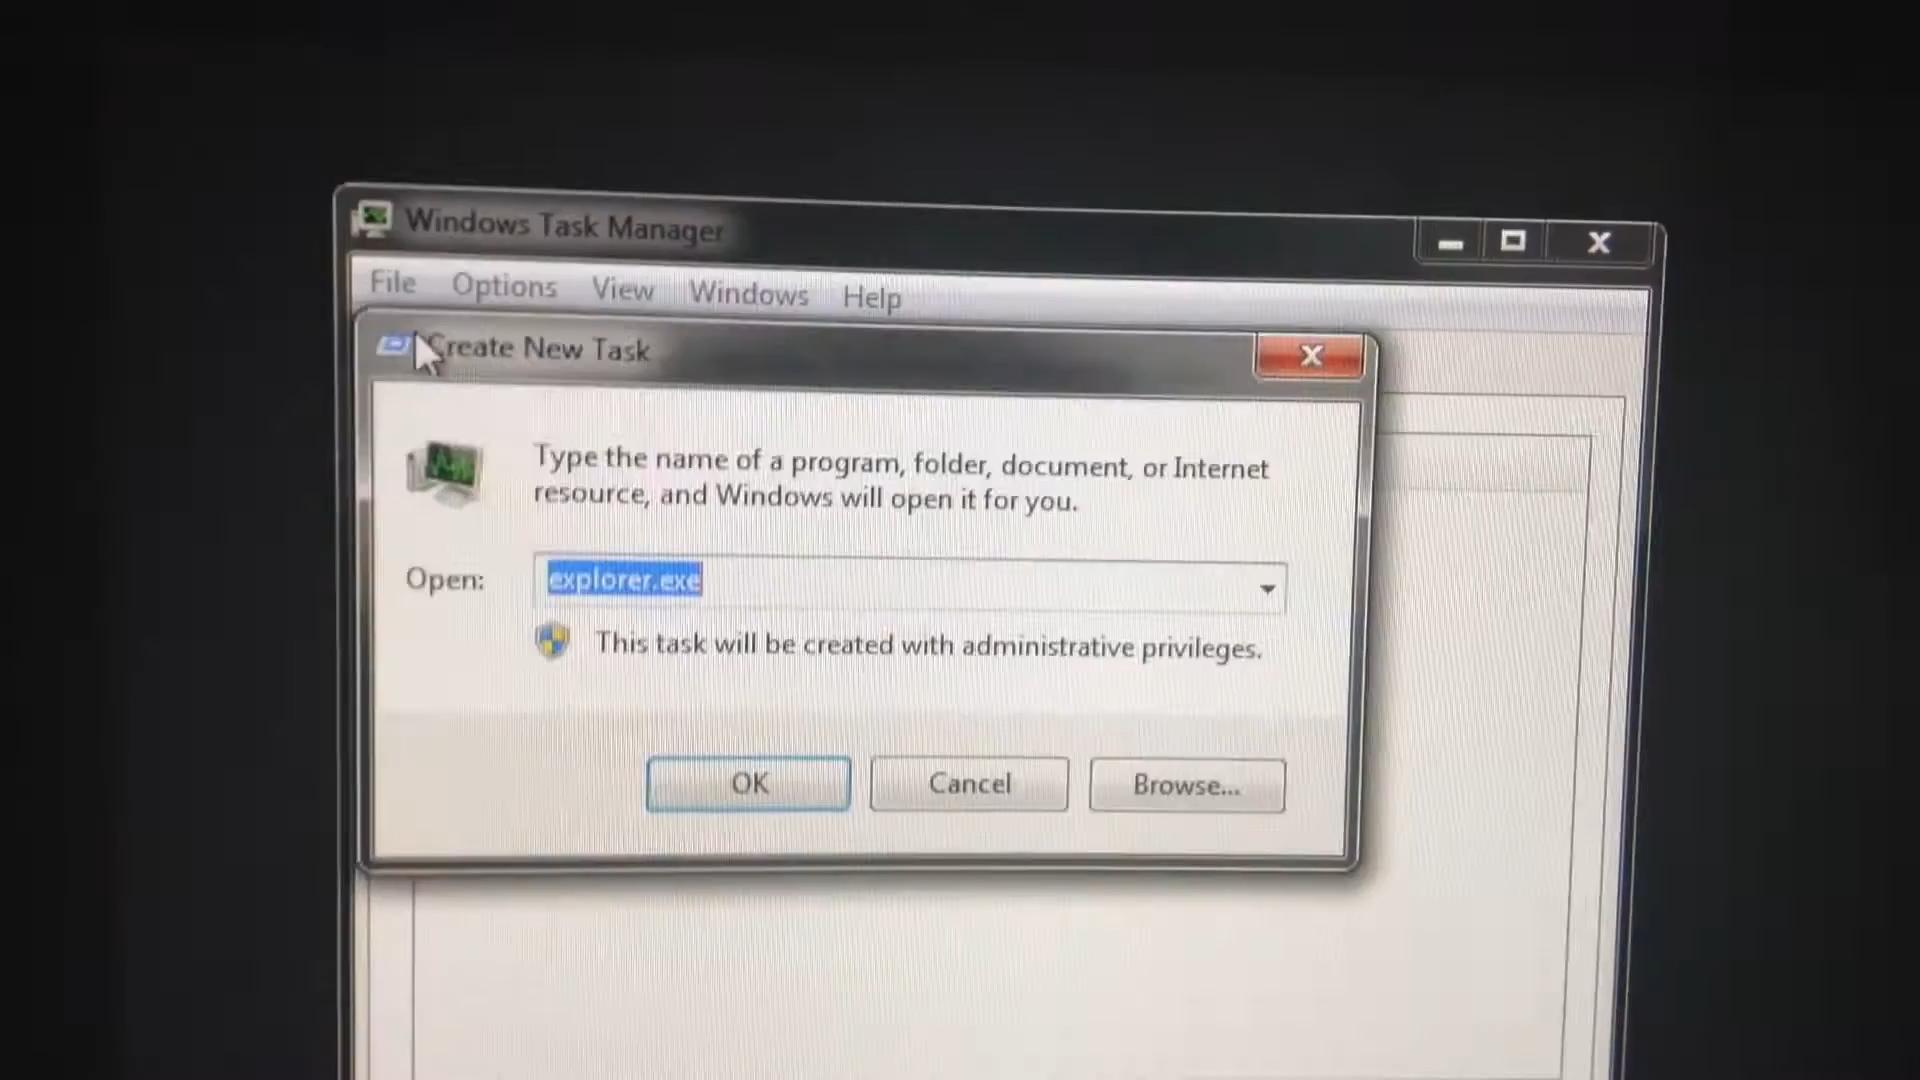 Windows Task Manager
File Options View Windows Help
Create New Task
Type the name of a program, folder, document, or Internet
resource, and Windows will open it for you.
Open: explorer.exe
This task will be created with administrative privileges.
OK Cancel Browse...